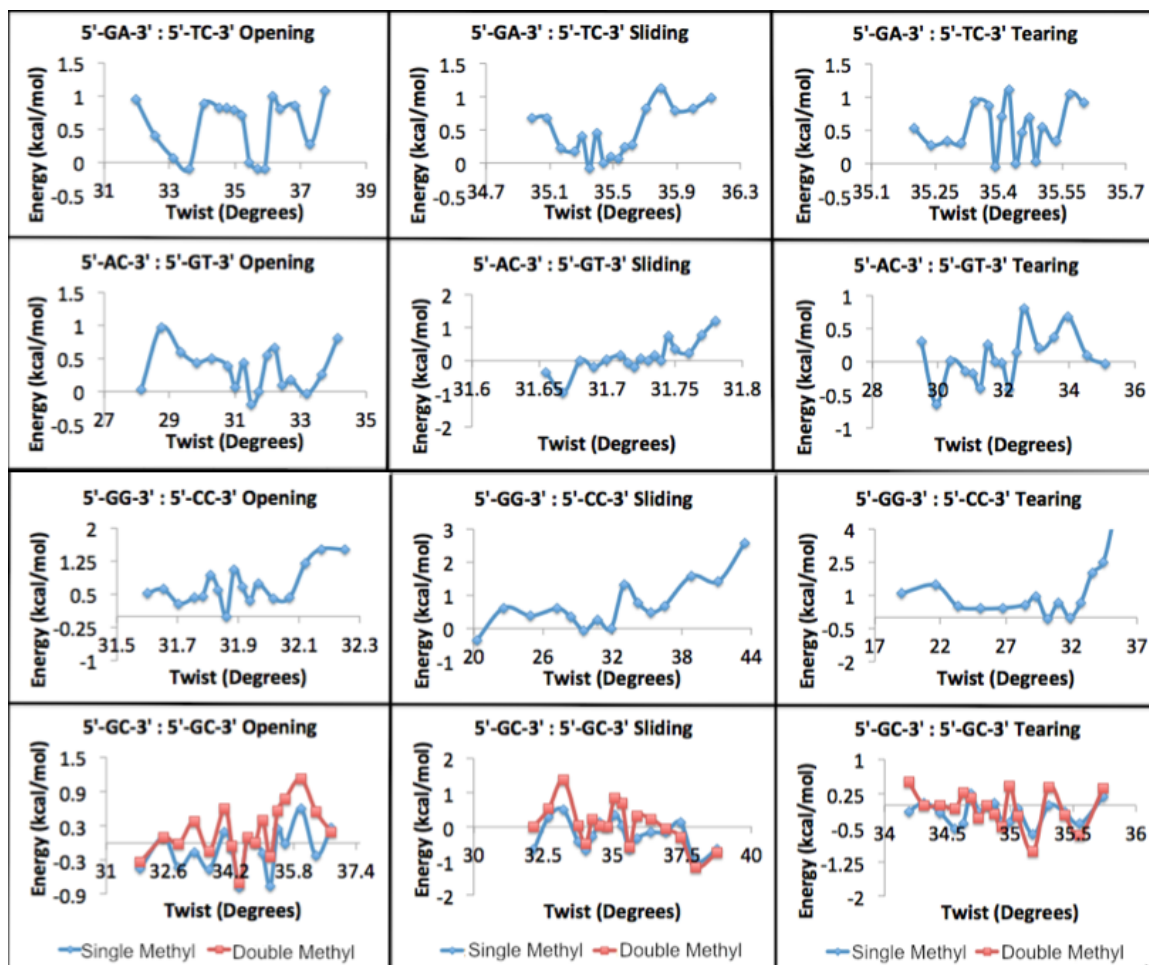 5'-GA-3' : 5'-TC-3' Opening
Energy (kcal/mol)
1.5
1
0.5
0
-0.5
31
33
35
37
39
Twist (Degrees)
5'-GA-3' : 5'-TC-3' Sliding
Energy (kcal/mol)
1.5
1
0.5
0
-0.5
34.7
35.1
35.5
35.9
36.3
Twist (Degrees)
5'-GA-3' : 5'-TC-3' Tearing
Energy (kcal/mol)
1.5
1
0.5
0
-0.5
35.1
35.25
35.4
35.55
35.7
Twist (Degrees)
5'-AC-3' : 5'-GT-3' Opening
Energy (kcal/mol)
1.5
1
0.5
0
-0.5
27
29
31
33
35
Twist (Degrees)
5'-AC-3' : 5'-GT-3' Sliding
Energy (kcal/mol)
2
1
0
-1
-2
31.6
31.65
31.7
31.75
31.8
Twist (Degrees)
5'-AC-3' : 5'-GT-3' Tearing
Energy (kcal/mol)
1
0.5
0
-0.5
-1
28
30
32
34
36
Twist (Degrees)
5'-GG-3' : 5'-CC-3' Opening
Energy (kcal/mol)
2
1.25
0.5
-0.25
-1
31.5
31.7
31.9
32.1
32.3
Twist (Degrees)
5'-GG-3' : 5'-CC-3' Sliding
Energy (kcal/mol)
3
2
1
0
-1
20
26
32
38
44
Twist (Degrees)
5'-GG-3' : 5'-CC-3' Tearing
Energy (kcal/mol)
4
2.5
1
-0.5
-2
17
22
27
32
37
Twist (Degrees)
5'-GC-3' : 5'-GC-3' Opening
Energy (kcal/mol)
1.5
0.9
0.3
-0.3
-0.9
31
32.6
34.2
35.8
37.4
Twist (Degrees)
Single Methyl
Double Methyl
5'-GC-3' : 5'-GC-3' Sliding
Energy (kcal/mol)
2
1
0
-1
-2
30
32.5
35
37.5
40
Twist (Degrees)
Single Methyl
Double Methyl
5'-GC-3' : 5'-GC-3' Tearing
Energy (kcal/mol)
1
0.25
-0.5
-1.25
-2
34
34.5
35
35.5
36
Twist (Degrees)
Single Methyl
Double Methyl